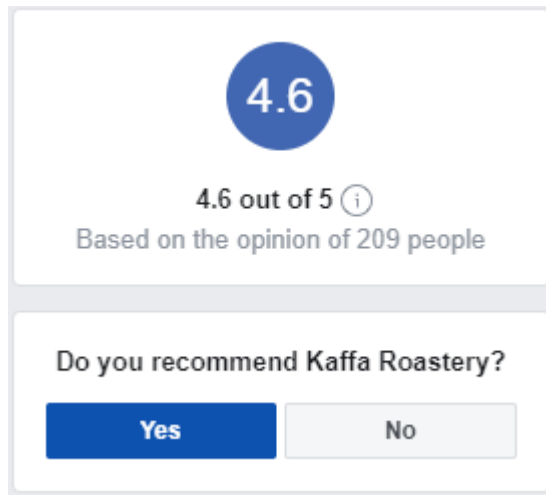 4.6
4.6 out of 5 i
Based on the opinion of 209 people
Do you recommend Kaffa Roastery?
Yes
No